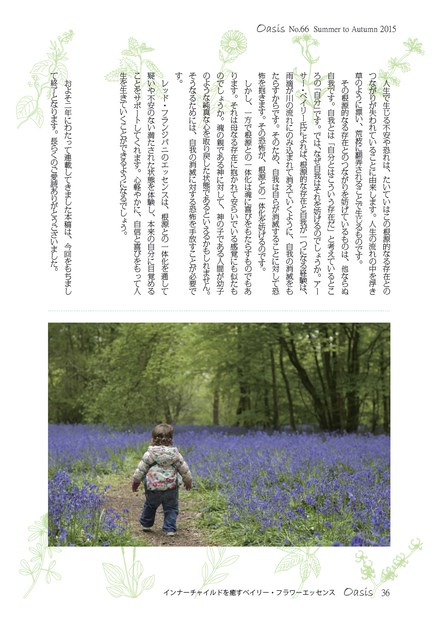 Oasis No.66 Summer to Autumn 2015
人生で生じる不安や恐れは、たいていはこの根源的なる存在との
つながりが失われていることに由来します。人生の流れの中を浮き
草のように漂い、荒波に翻弄されることで生じるものです。
その根源的なる存在とのつながりを妨げているものは、他ならぬ
自我です。自我とは「自分とはこういう存在だ」と考えているとこ
ろの「自分」です。では、なぜ自我はそれを妨げるのでしょうか。アー
サー・ベイリー氏によれば、根源的な存在と自我が一つになる経験は、
雨滴が川の流れにのみ込まれて消えていくように、自我の消滅をも
たらすからです。そのため、自我は自らが消滅することに対して恐
怖を抱きます。その恐怖が、根源との一体化を妨げるのです。
しかし、一方で根源との一体化は魂に喜びをもたらすものでもあ
ります。それは母なる存在に抱かれて安らいでいる感覚にも似たも
のでしょうか。魂の親である神に対して、神の子である人間が幼子
のような純真な心を取り戻した状態であるといえるかもしれません。
そうなるためには、自我の消滅に対する恐怖を手放すことが必要で
す。
レッド・フランジパニのエッセンスは、根源との一体化を通して
疑いや不安のない満たされた状態を体験し、本来の自分に目覚める
ことをサポートしてくれます。心軽やかに、自信と喜びをもって人
生を生きていくことができるようになるでしょう。
およそ二年にわたって連載してきました本稿は、今回をもちまし
て終了となります。長らくのご愛読ありがとうございました。
インナーチャイルドを癒すベイリー・フラワーエッセンス Oasis 36